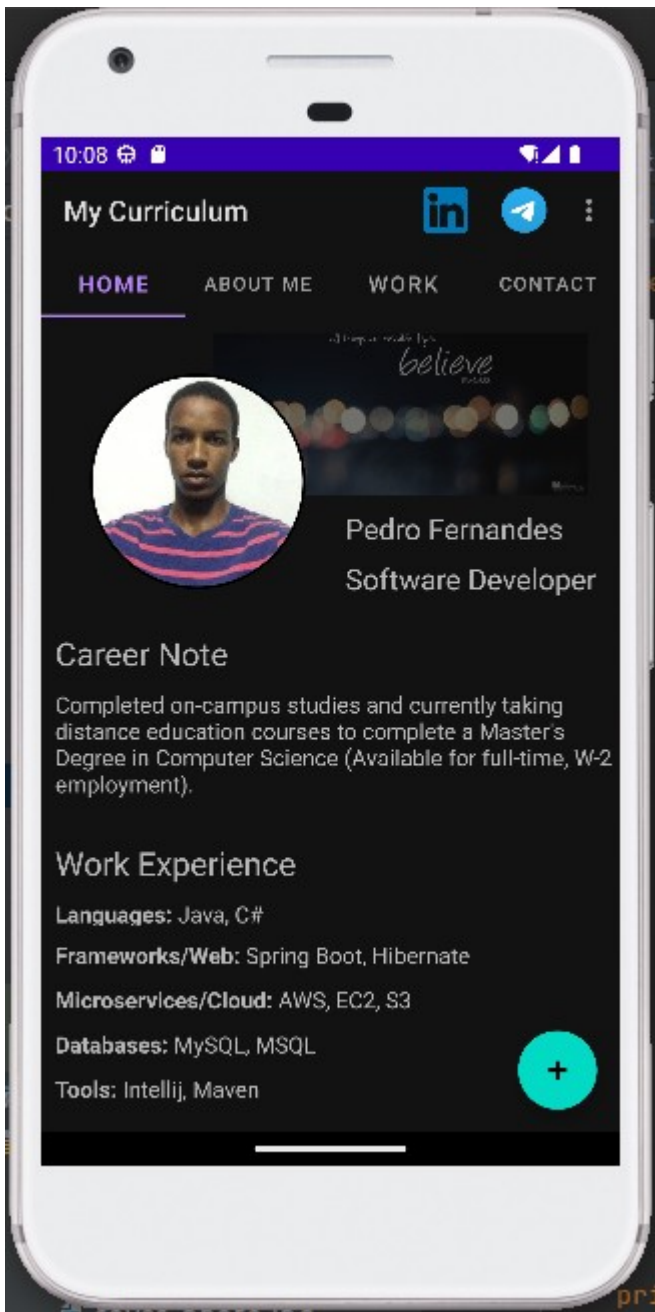 10:08
My Curriculum
in
HOME ABOUT ME WORK CONTACT
believe
Pedro Fernandes
Software Developer
Career Note
Completed on-campus studies and currently taking
distance education courses to complete a Master's
Degree in Computer Science (Available for full-time, W-2
employment).
Work Experience
Languages: Java, C#
Frameworks/Web: Spring Boot, Hibernate
Microservices/Cloud: AWS, EC2, S3
Databases: MySQL, MSQL
Tools: Intellij, Maven
+
pri